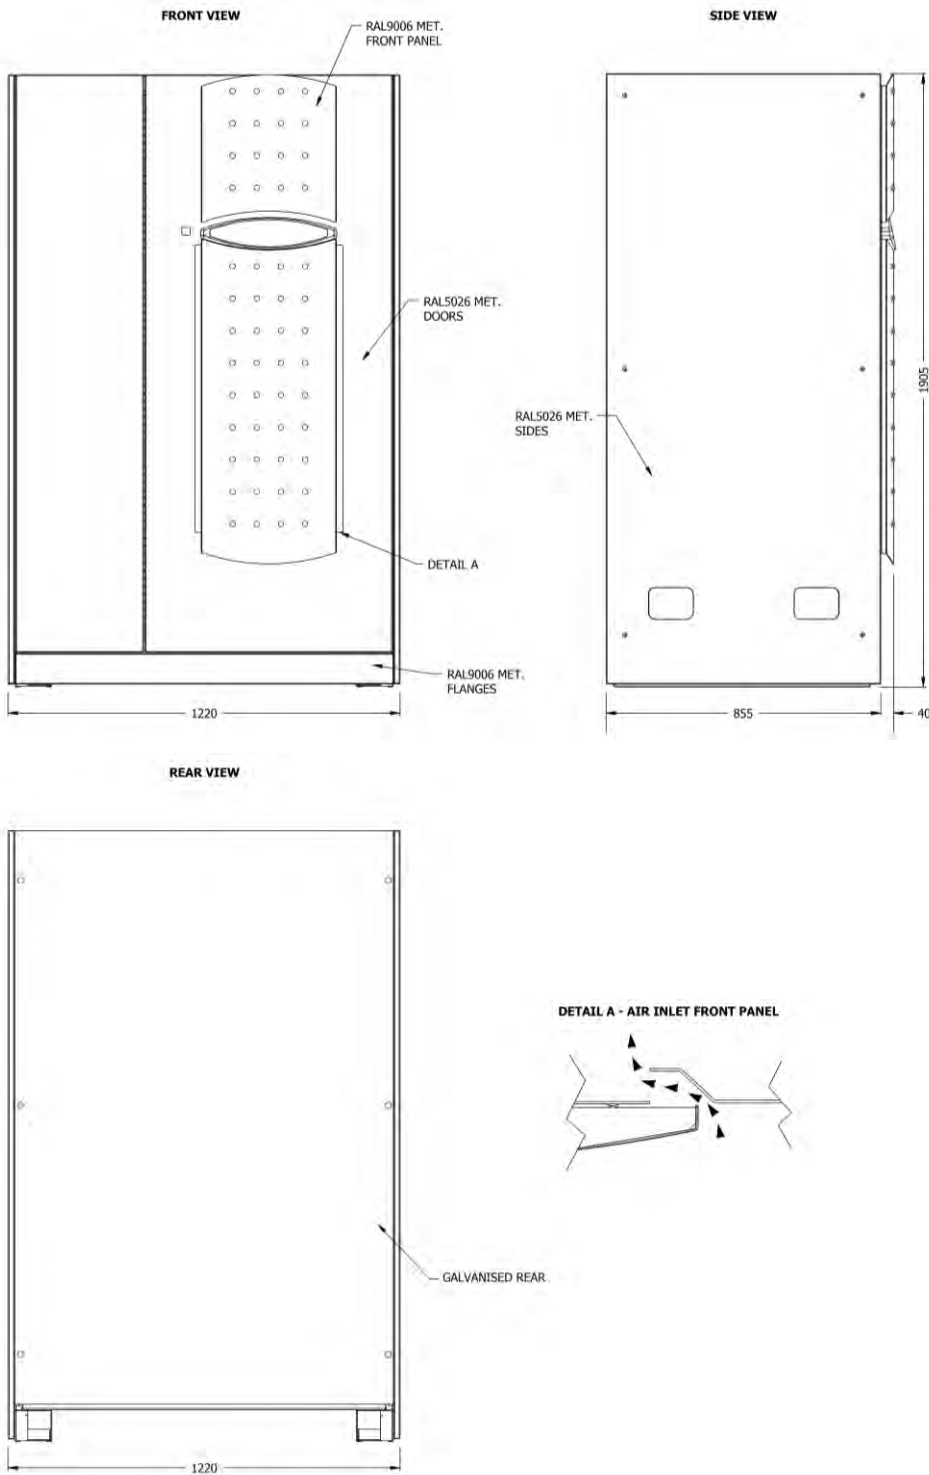 FRONT VIEW
SIDE VIEW
RAL9006 MET.
FRONT PANEL
RAL5026 MET.
DOORS
1905
RAL5026 MET.
SIDES
DETAIL A
RAL9006 MET.
FLANGES
1220
855
40
REAR VIEW
DETAIL A - AIR INLET FRONT PANEL
GALVANISED REAR
1220